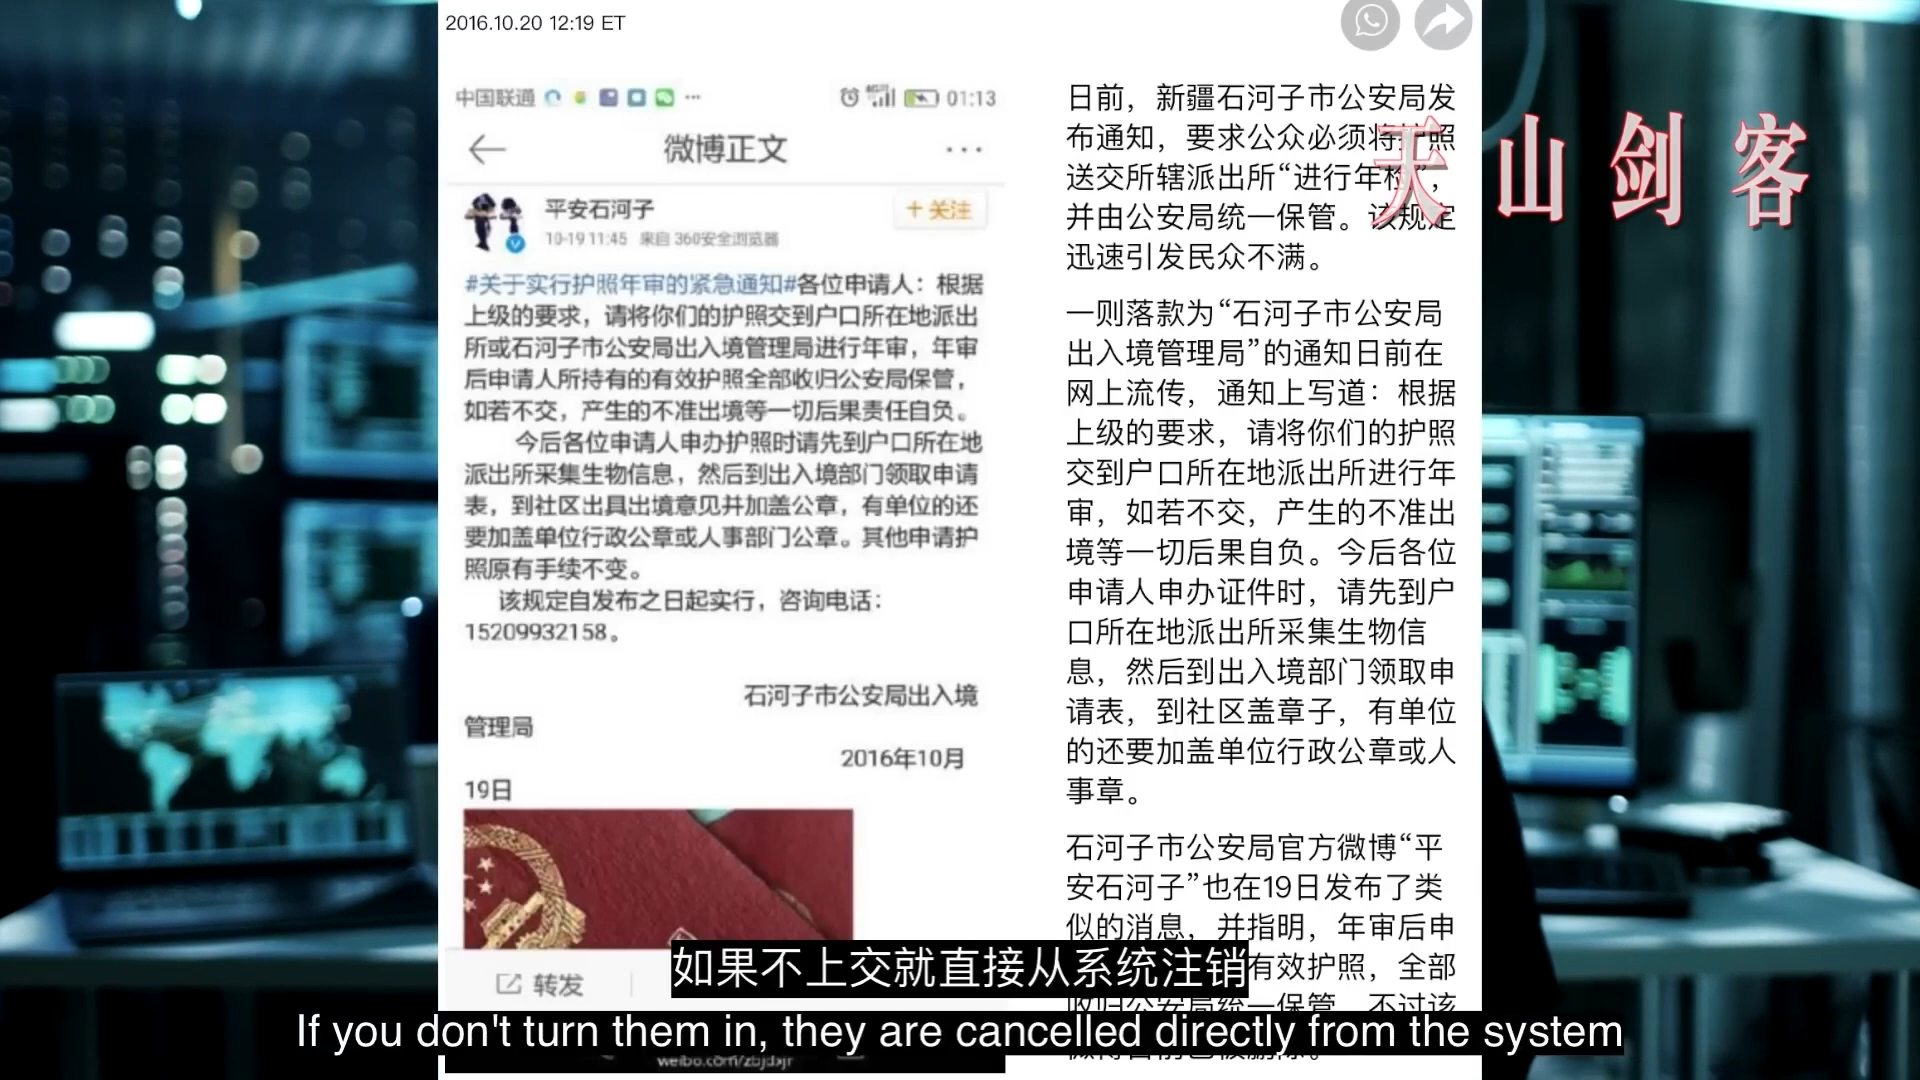 2016.10.20 12:19 ET
中国联通
01:13
微博正文
平安石河子
+关注
10-19 11:45 来自 360安全浏览器
#关于实行护照年审的紧急通知#各位申请人：根据
上级的要求，请将你们的护照交到户口所在地派出
所或石河子市公安局出入境管理局进行年审，年审
后申请人所持有的有效护照全部收归公安局保管，
如若不交，产生的不准出境等一切后果责任自负。
今后各位申请人申办护照时请先到户口所在地
派出所采集生物信息，然后到出入境部门领取申请
表，到社区出具出境意见并加盖公章，有单位的还
要加盖单位行政公章或人事部门公章。其他申请护
照原有手续不变。
该规定自发布之日起实行，咨询电话：
15209932158。
石河子市公安局出入境
管理局
2016年10月
19日
转发
weibo.com/zbjdxjr
日前，新疆石河子市公安局发
布通知，要求公众必须将护照
送交所辖派出所“进行年检”，
并由公安局统一保管。该规定
迅速引发民众不满。
一则落款为“石河子市公安局
出入境管理局”的通知日前在
网上流传，通知上写道：根据
上级的要求，请将你们的护照
交到户口所在地派出所进行年
审，如若不交，产生的不准出
境等一切后果自负。今后各位
申请人申办证件时，请先到户
口所在地派出所采集生物信
息，然后到出入境部门领取申
请表，到社区盖章子，有单位
的还要加盖单位行政公章或人
事章。
石河子市公安局官方微博“平
安石河子”也在19日发布了类
似的消息，并指明，年审后申
有效护照，全部
收归公安局统一保管。不过该
天山剑客
如果不上交就直接从系统注销
If you don't turn them in, they are cancelled directly from the system